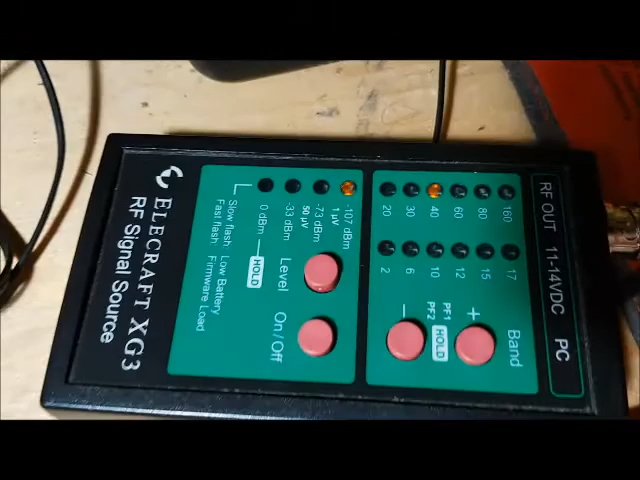 RF OUT 11-14VDC PC
160 80 60 40 30 20
17 15 12 10 6 2
Band
+ PF1 HOLD PF2 −
-107 dBm
1 µV
-73 dBm
50 µV
-33 dBm
0 dBm
HOLD
Level
On/Off
Slow flash: Low Battery
Fast flash: Firmware Load
ELECRAFT XG3
RF Signal Source